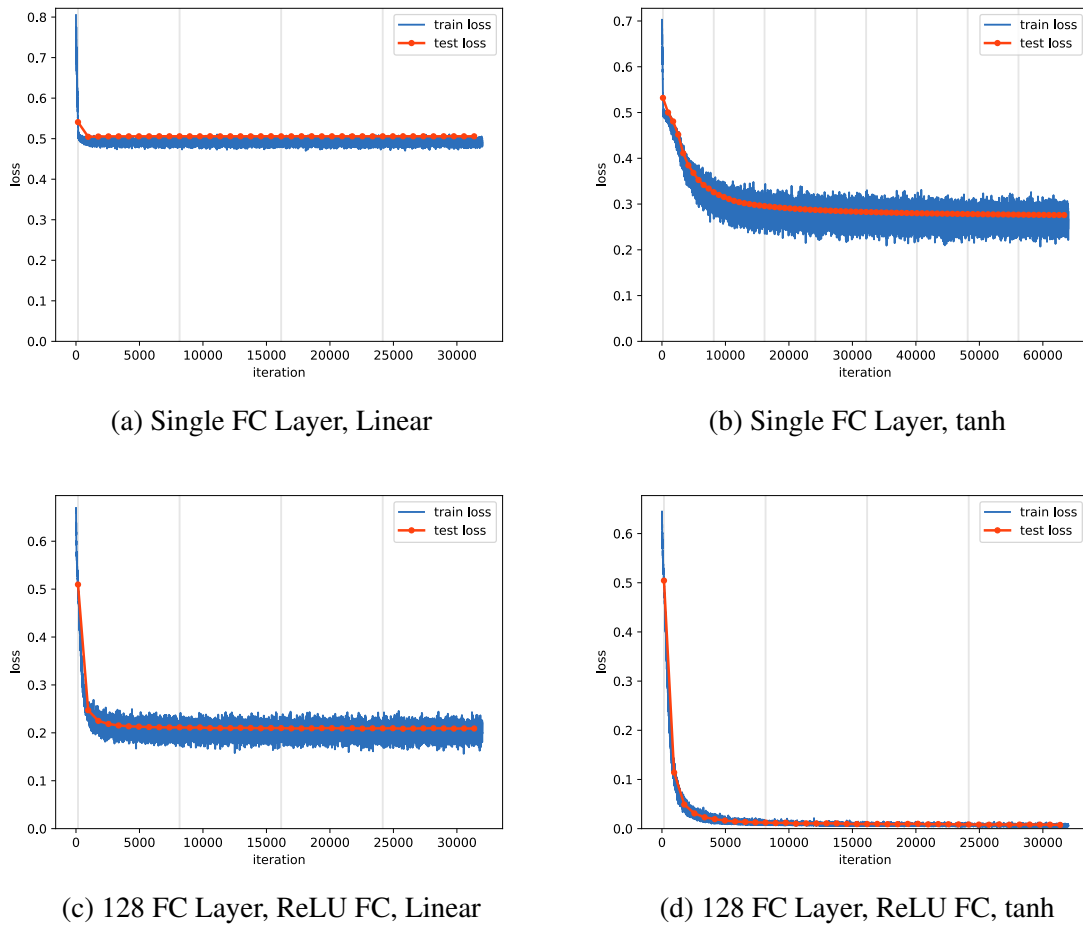 0.8
0.7
0.6
0.5
0.4
0.3
0.2
0.1
0.0
loss
train loss
test loss
0 5000 10000 15000 20000 25000 30000
iteration
(a) Single FC Layer, Linear
0.7
0.6
0.5
0.4
0.3
0.2
0.1
0.0
loss
train loss
test loss
0 10000 20000 30000 40000 50000 60000
iteration
(b) Single FC Layer, tanh
0.6
0.5
0.4
0.3
0.2
0.1
0.0
loss
train loss
test loss
0 5000 10000 15000 20000 25000 30000
iteration
(c) 128 FC Layer, ReLU FC, Linear
0.6
0.5
0.4
0.3
0.2
0.1
0.0
loss
train loss
test loss
0 5000 10000 15000 20000 25000 30000
iteration
(d) 128 FC Layer, ReLU FC, tanh